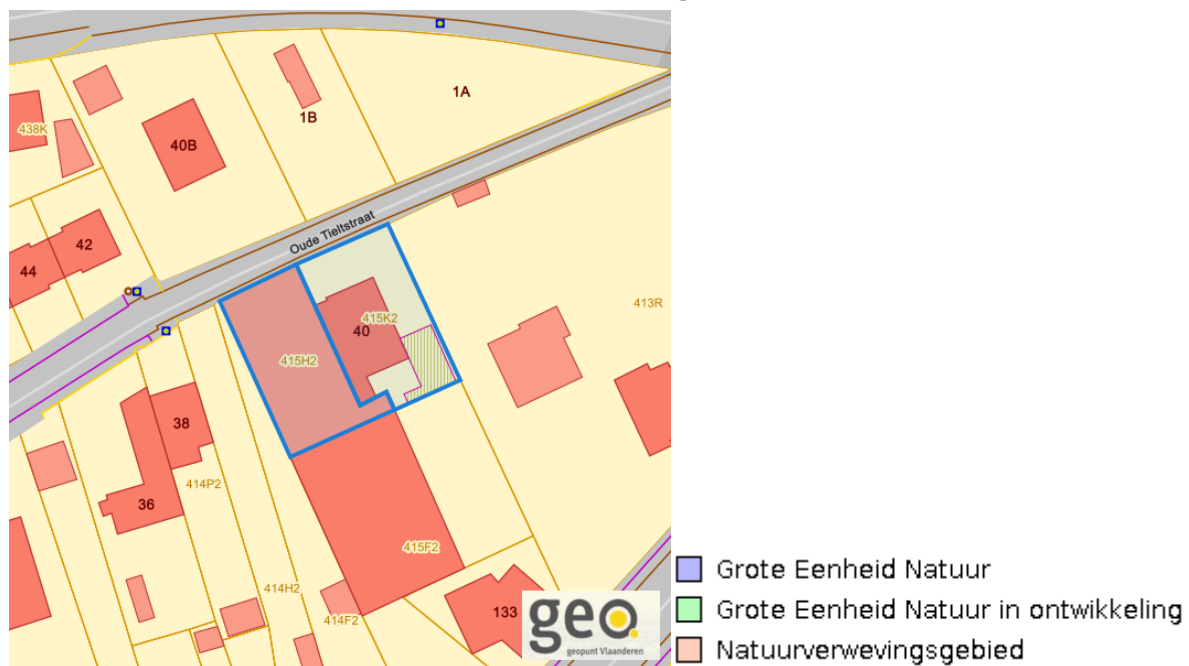 1A
1B
438K
40B
Oude Tieltstraat
42
44
413R
40
415K2
415H2
38
414P2
36
415F2
414H2
414F2
133
geo.
geopunt Vlaanderen
Grote Eenheid Natuur
Grote Eenheid Natuur in ontwikkeling
Natuurverwevingsgebied